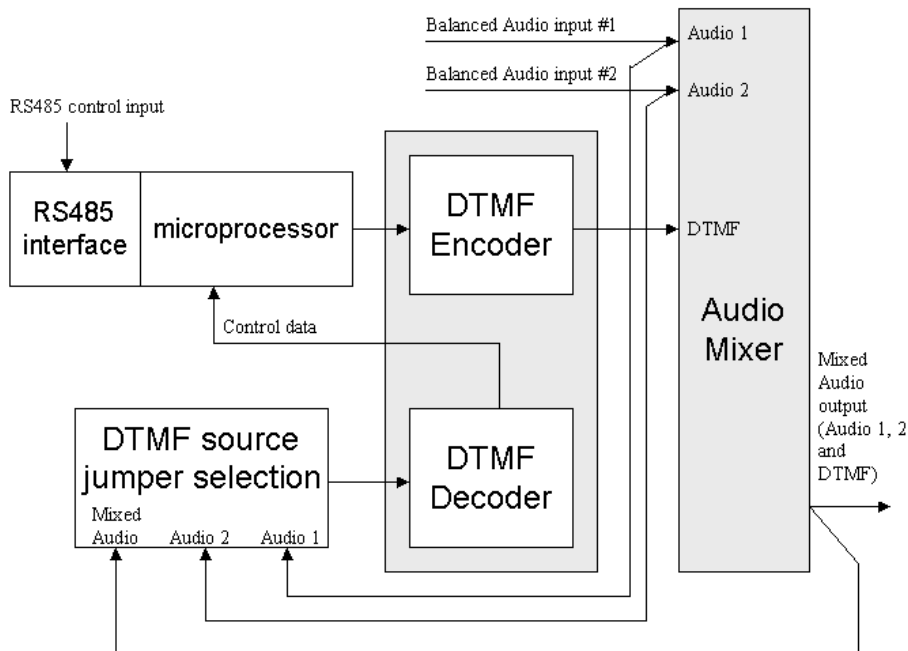 Balanced Audio input #1
Audio 1
Balanced Audio input #2
Audio 2
RS485 control input
RS485
interface
microprocessor
DTMF
Encoder
DTMF
Audio
Mixer
Control data
Mixed
Audio
output
(Audio 1, 2
and
DTMF)
DTMF source
jumper selection
Mixed
Audio
Audio 2
Audio 1
DTMF
Decoder